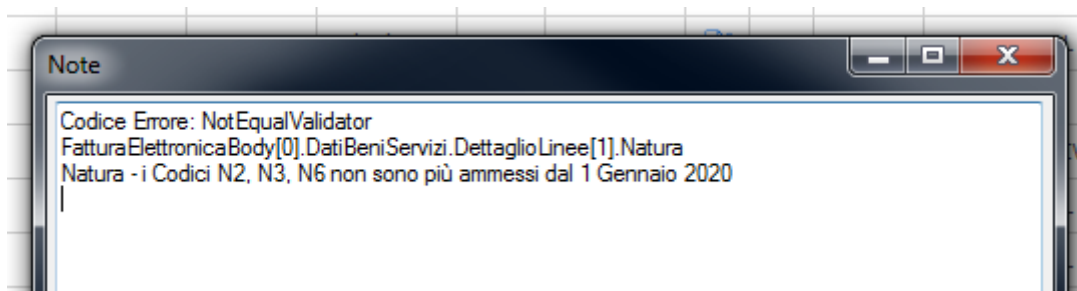 Note
Codice Errore: NotEqualValidator
FatturaElettronicaBody[0].DatiBeniServizi.DettaglioLinee[1].Natura
Natura - i Codici N2, N3, N6 non sono più ammessi dal 1 Gennaio 2020